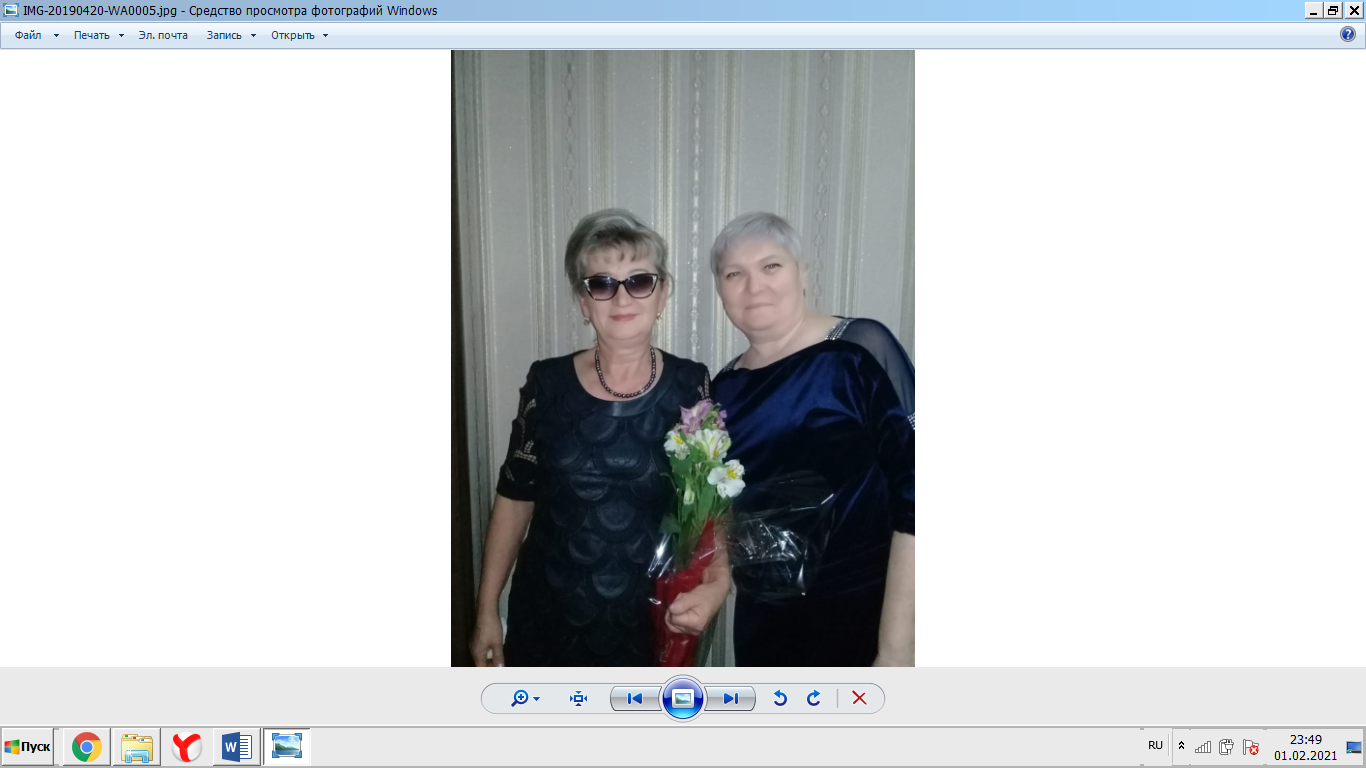 IMG-20190420-WA0005.jpg - Средство просмотра фотографий Windows
Файл Печать Эл. почта Запись Открыть
Пуск
RU
23:49
01.02.2021